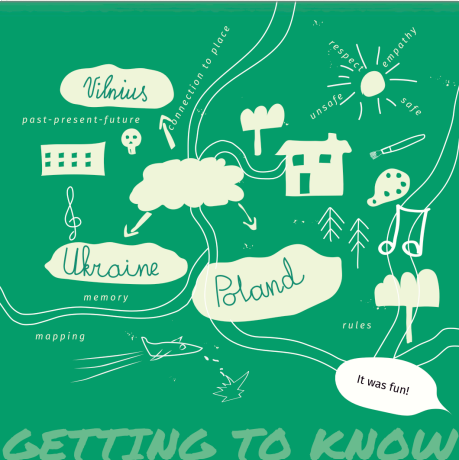 connection to place
respect
empathy
unsafe
safe
Vilnius
past-present-future
Ukraine
Poland
memory
mapping
rules
It was fun!
GETTING TO KNOW